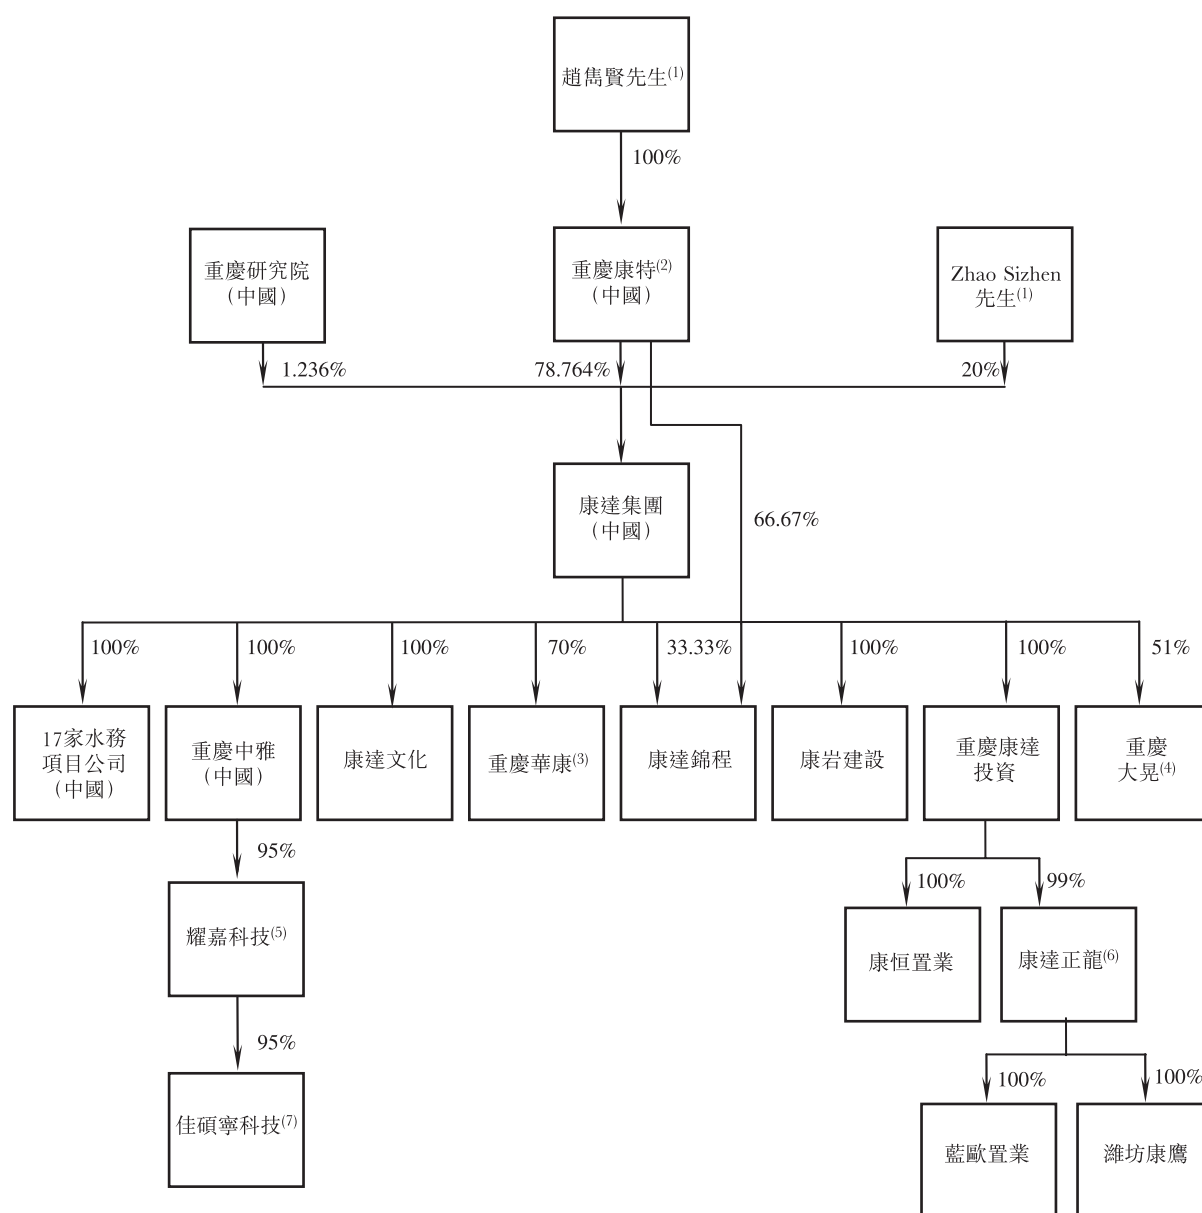 趙雋賢先生(1)
100%
重慶研究院
（中國）
重慶康特(2)
（中國）
Zhao Sizhen
先生(1)
1.236%
78.764%
20%
康達集團
（中國）
66.67%
100%
100%
100%
70%
33.33%
100%
100%
51%
17家水務
項目公司
（中國）
重慶中雅
（中國）
康達文化
重慶華康(3)
康達錦程
康岩建設
重慶康達
投資
重慶
大晃(4)
95%
100%
99%
耀嘉科技(5)
康恒置業
康達正龍(6)
95%
100%
100%
佳碩寧科技(7)
藍歐置業
濰坊康鷹